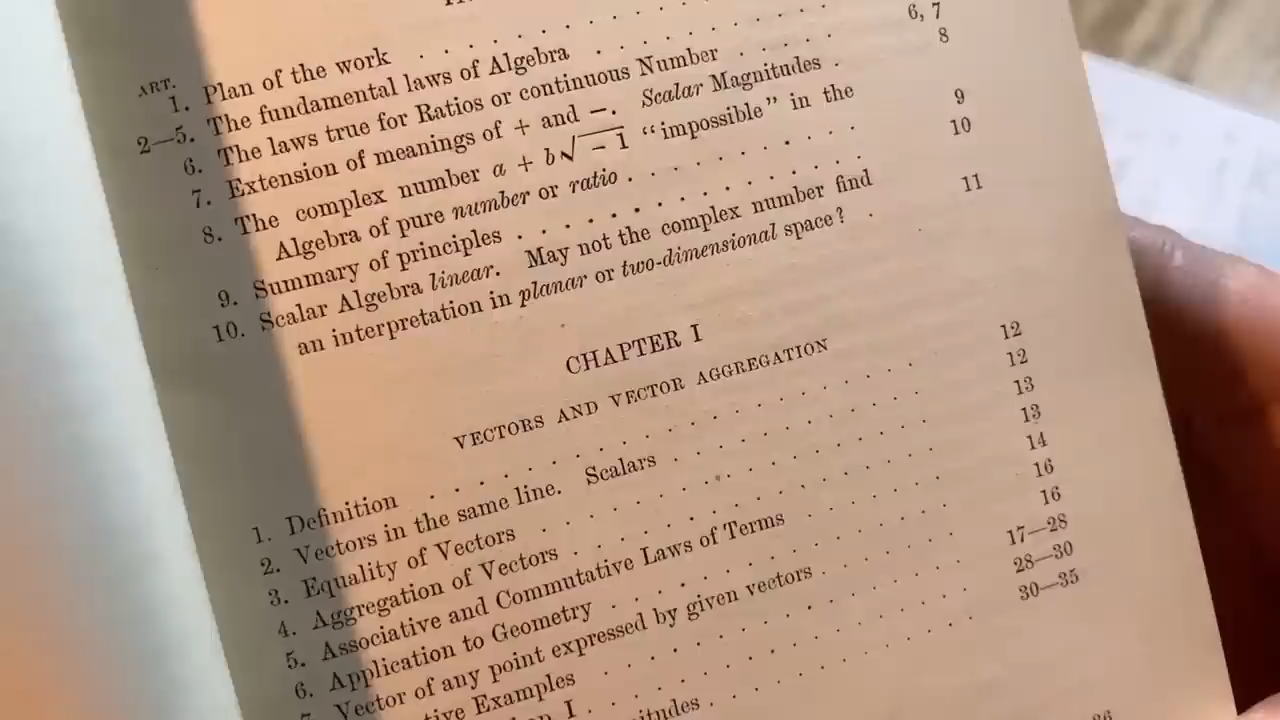 ART.
1. Plan of the work . . . . . . . .
2—5. The fundamental laws of Algebra . . . . . .
6. The laws true for Ratios or continuous Number . . . . 6, 7
7. Extension of meanings of + and −. Scalar Magnitudes . 8
8. The complex number a + b√−1 “impossible” in the
Algebra of pure number or ratio . . . . . . . . 9
9. Summary of principles . . . . . . . . . . . . 10
10. Scalar Algebra linear. May not the complex number find
an interpretation in planar or two-dimensional space? . 11
CHAPTER I
VECTORS AND VECTOR AGGREGATION
1. Definition . . . . . . . . . . . . . . . . . 12
2. Vectors in the same line. Scalars . . . . . . . . . 12
3. Equality of Vectors . . . . . . . . . . . . . . 13
4. Aggregation of Vectors . . . . . . . . . . . . . 13
5. Associative and Commutative Laws of Terms . . . . . . 14
6. Application to Geometry . . . . . . . . . . . . 16
7. Vector of any point expressed by given vectors . . . . . 16
Examples . . . . . . . . . . . . 17—28
I . . . . . . . . . . . . 28—30
. . . . . . . . 30—35